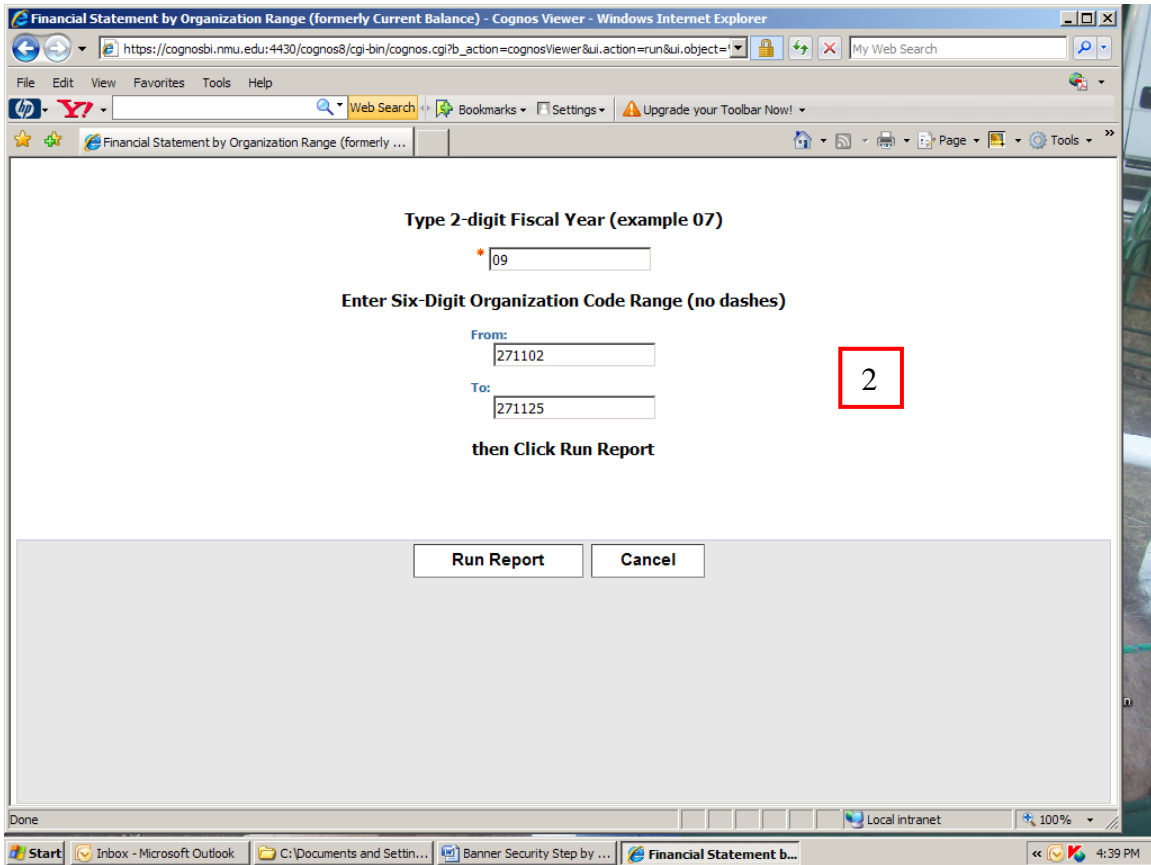 Financial Statement by Organization Range (formerly Current Balance) - Cognos Viewer - Windows Internet Explorer
https://cognosbi.nmu.edu:4430/cognos8/cgi-bin/cognos.cgi?b_action=cognosViewer&ui.action=run&ui.object=
My Web Search
File Edit View Favorites Tools Help
hp Y! Web Search Bookmarks Settings Upgrade your Toolbar Now!
Financial Statement by Organization Range (formerly ... Page Tools »
Type 2-digit Fiscal Year (example 07)
* 09
Enter Six-Digit Organization Code Range (no dashes)
From:
271102
2
To:
271125
then Click Run Report
Run Report Cancel
Done Local intranet 100%
Start Inbox - Microsoft Outlook C:\Documents and Settin... Banner Security Step by ... Financial Statement b... « 4:39 PM